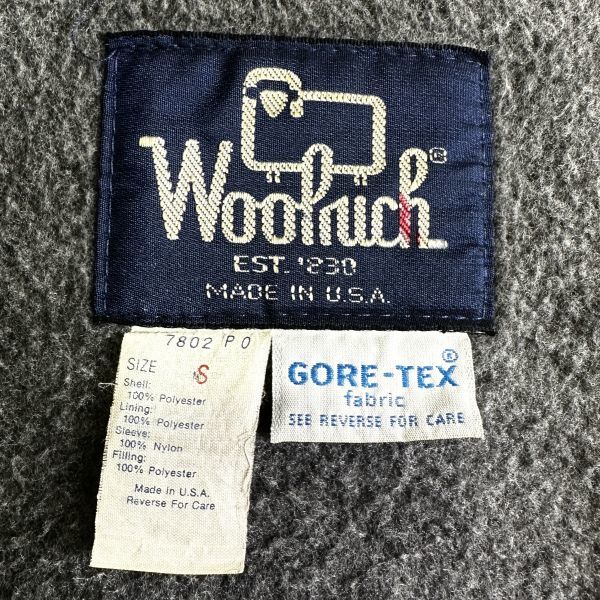 Woolrich®
EST. 1830
MADE IN U.S.A.
7802 PO
SIZE S
Shell:
100% Polyester
Lining:
100% Polyester
Sleeve:
100% Nylon
Filling:
100% Polyester
Made in U.S.A.
Reverse For Care
GORE-TEX®
fabric
SEE REVERSE FOR CARE